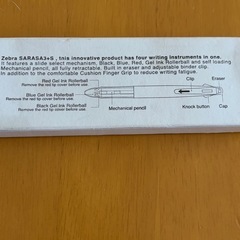 Zebra SARASA3+S , this innovative product has four writing instruments in one.
It features a slide select mechanism, Black, Blue, Red, Gel Ink Rollerball and self loading
Mechanical pencil, all fully retractable. Built in eraser and adjustable binder clip.
In addition to the comfortable Cushion Finger Grip to reduce writing fatigue.
Red Gel Ink Rollerball
Remove the red tip cover before use.
Clip Eraser
Blue Gel Ink Rollerball
Remove the blue tip cover before use.
Black Gel Ink Rollerball
Remove the red tip cover before use.
Mechanical pencil
Knock button
Cap